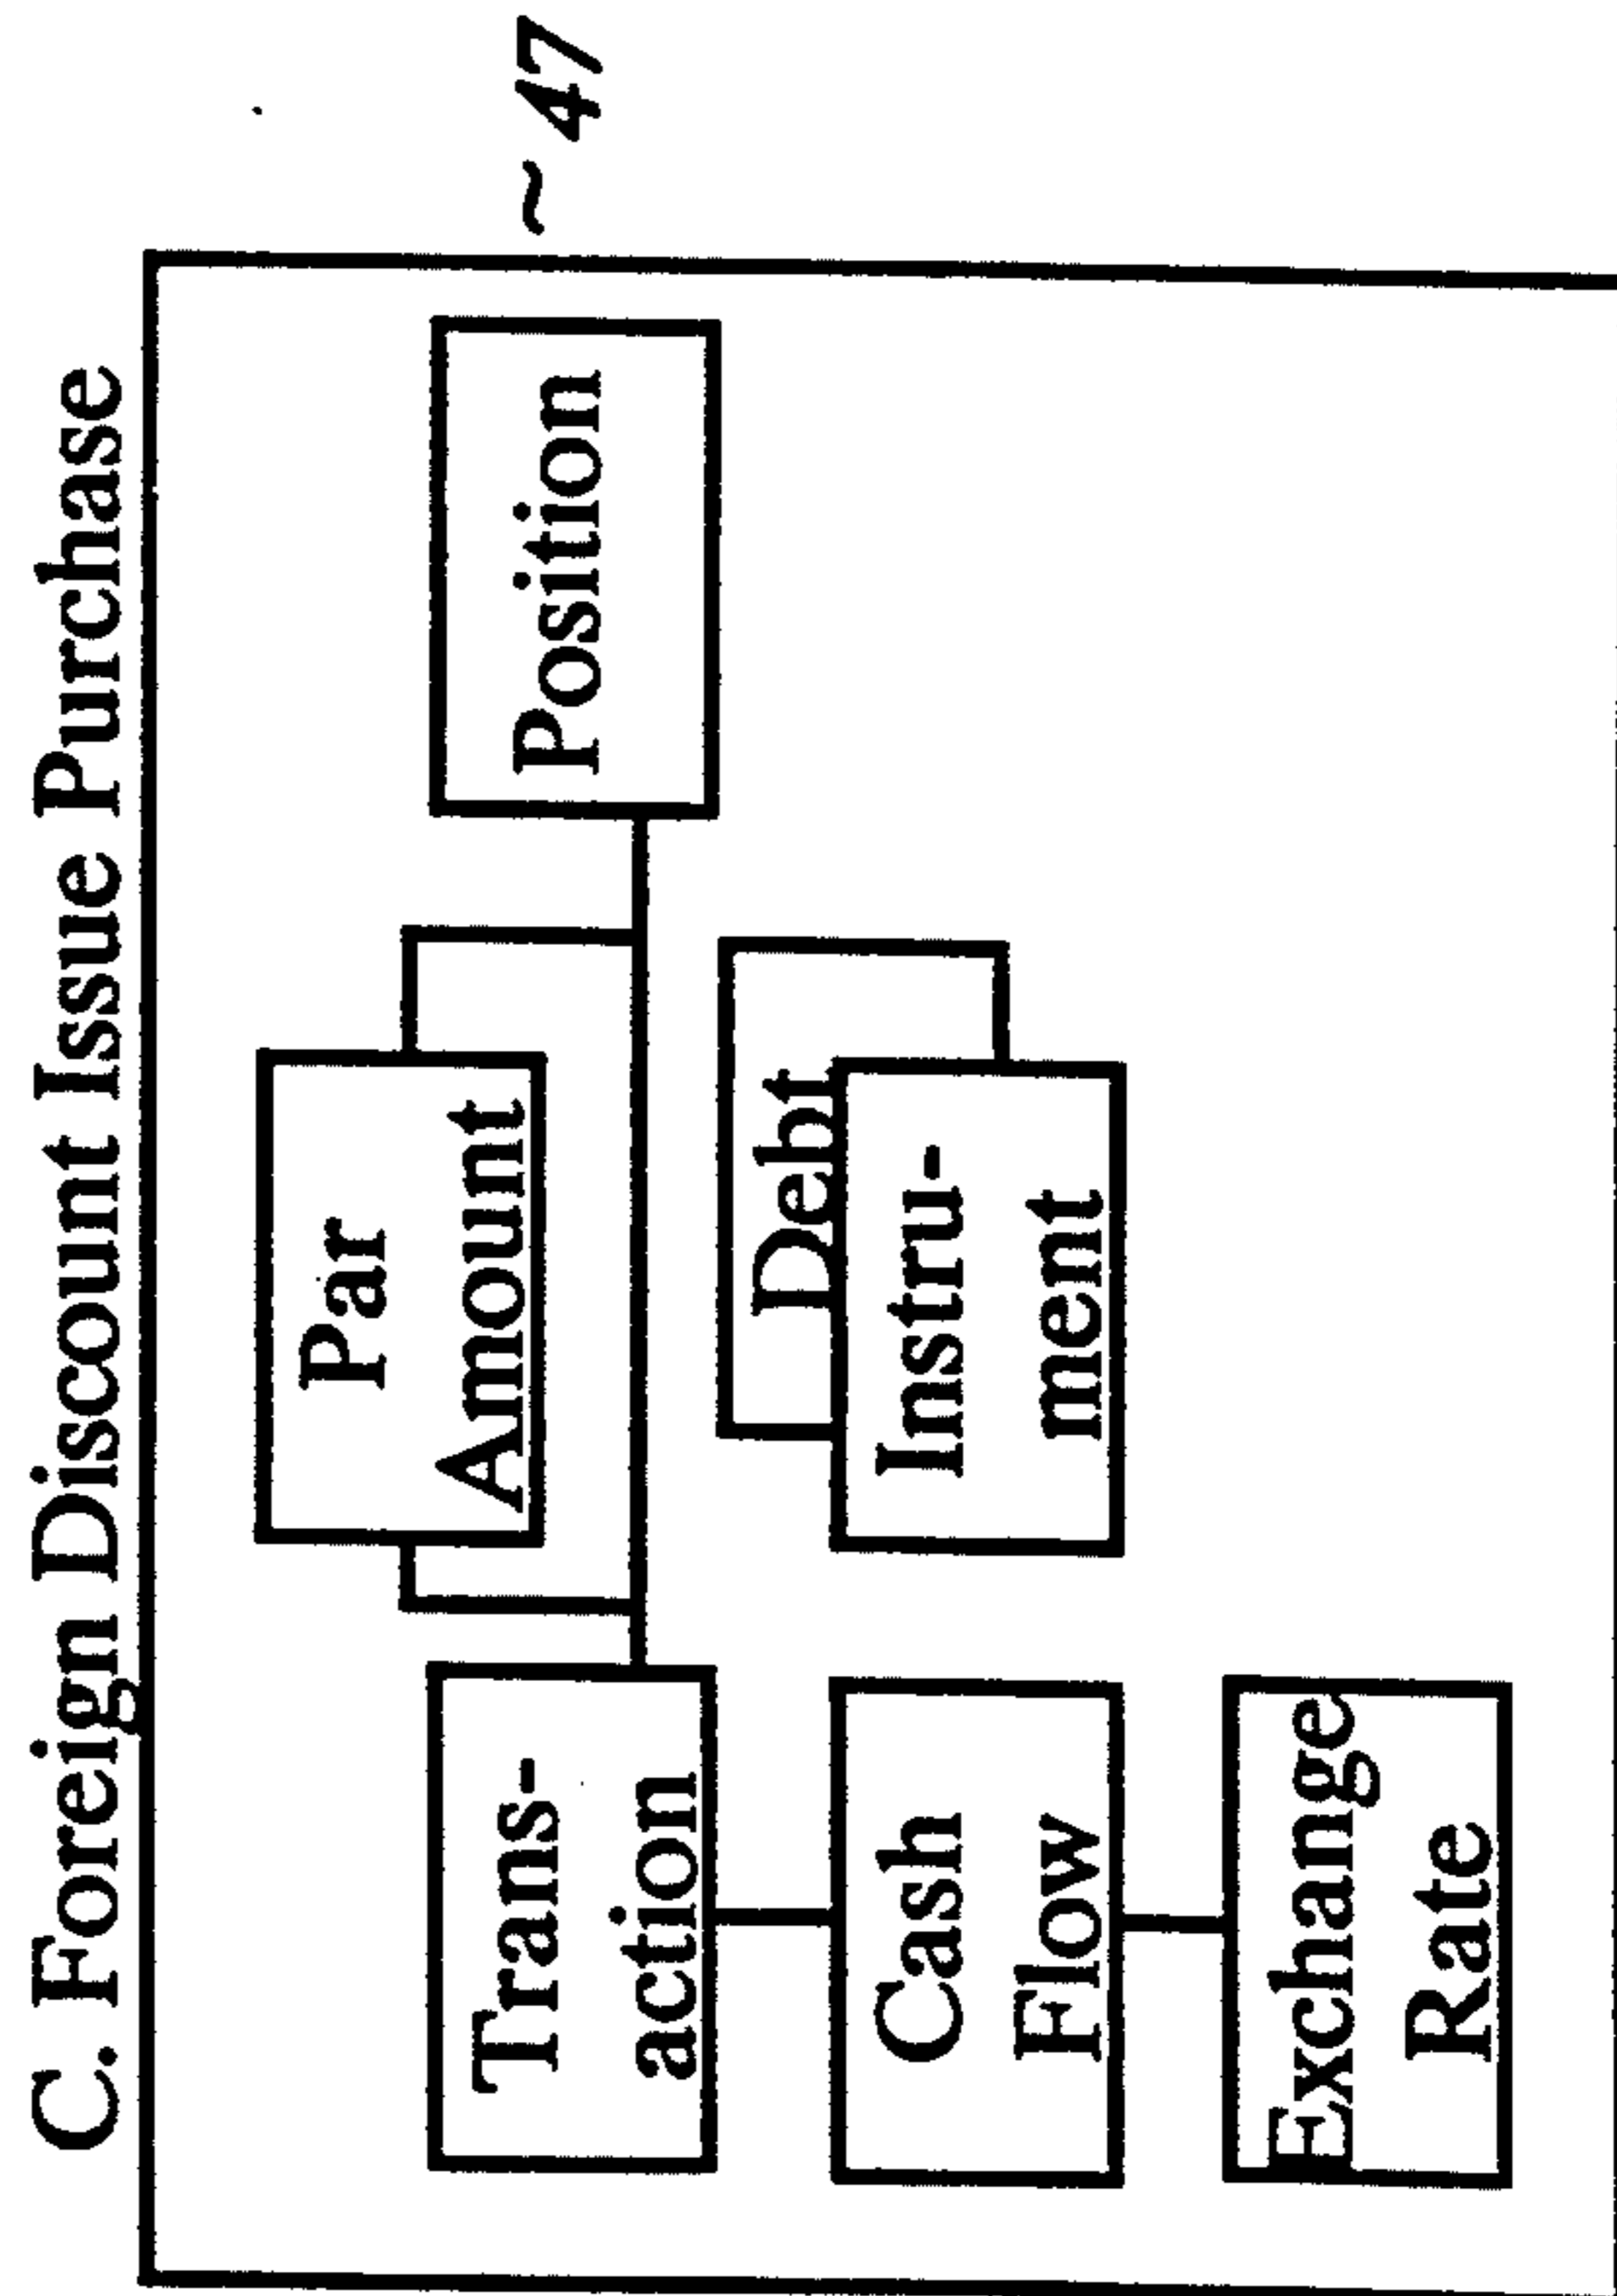 C. Foreign Discount Issue Purchase
~47
Par
Amount
Trans-
action
Position
Debt
Instru-
ment
Cash
Flow
Exchange
Rate